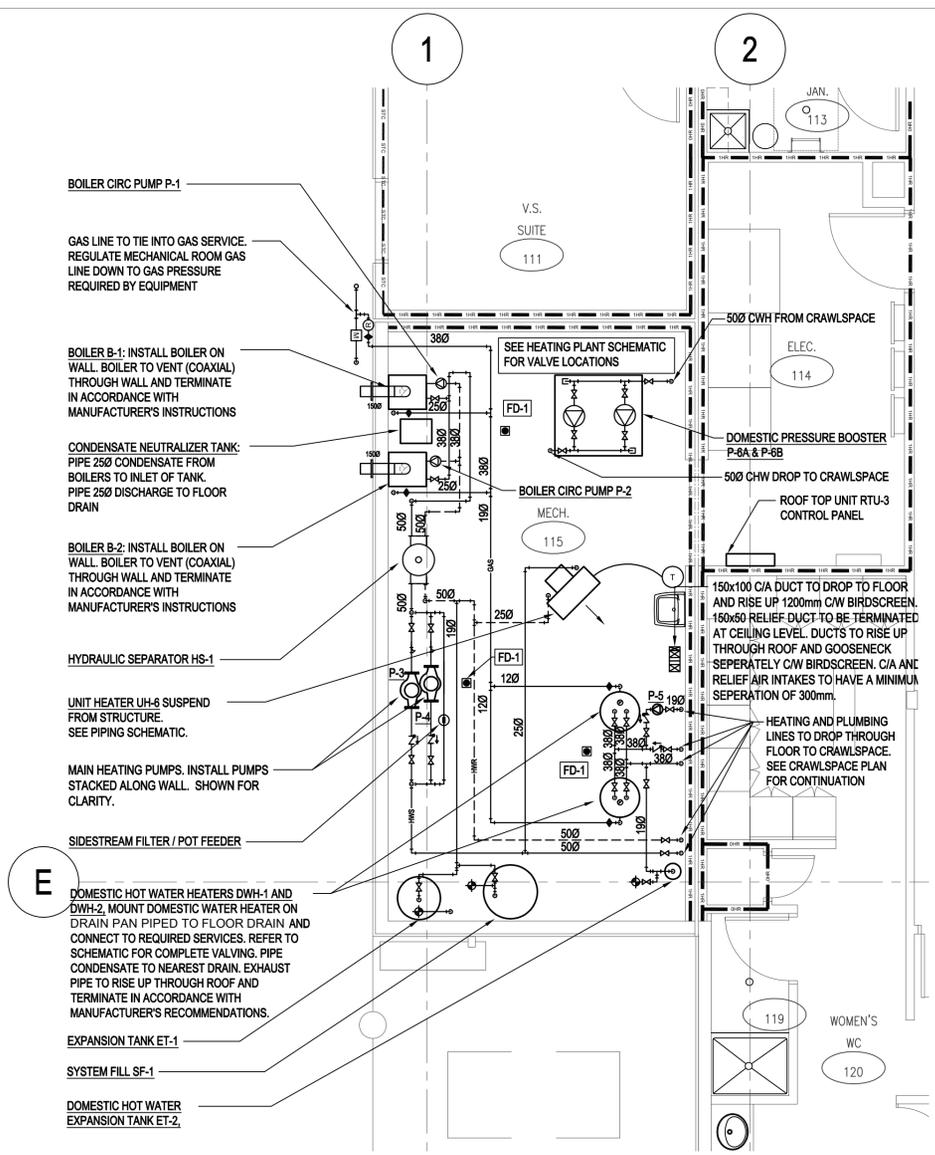 1
2
JAN.
113
BOILER CIRC PUMP P-1
V.S.
SUITE
111
GAS LINE TO TIE INTO GAS SERVICE.
REGULATE MECHANICAL ROOM GAS
LINE DOWN TO GAS PRESSURE
REQUIRED BY EQUIPMENT
R
M
38Ø
50Ø CWH FROM CRAWLSPACE
SEE HEATING PLANT SCHEMATIC
FOR VALVE LOCATIONS
ELEC.
114
BOILER B-1: INSTALL BOILER ON
WALL. BOILER TO VENT (COAXIAL)
THROUGH WALL AND TERMINATE
IN ACCORDANCE WITH
MANUFACTURER'S INSTRUCTIONS
150Ø
25Ø
FD-1
38Ø
38Ø
38Ø
DOMESTIC PRESSURE BOOSTER
P-6A & P-6B
CONDENSATE NEUTRALIZER TANK:
PIPE 25Ø CONDENSATE FROM
BOILERS TO INLET OF TANK.
PIPE 25Ø DISCHARGE TO FLOOR
DRAIN
150Ø
25Ø
50Ø CHW DROP TO CRAWLSPACE
BOILER CIRC PUMP P-2
ROOF TOP UNIT RTU-3
CONTROL PANEL
19Ø
50Ø
50Ø
MECH.
115
BOILER B-2: INSTALL BOILER ON
WALL. BOILER TO VENT (COAXIAL)
THROUGH WALL AND TERMINATE
IN ACCORDANCE WITH
MANUFACTURER'S INSTRUCTIONS
GAS
T
50Ø
50Ø
19Ø
25Ø
150x100 C/A DUCT TO DROP TO FLOOR
AND RISE UP 1200mm C/W BIRDSCREEN.
150x50 RELIEF DUCT TO BE TERMINATED
AT CEILING LEVEL. DUCTS TO RISE UP
THROUGH ROOF AND GOOSENECK
SEPERATELY C/W BIRDSCREEN. C/A AND
RELIEF AIR INTAKES TO HAVE A MINIMUM
SEPERATION OF 300mm.
HYDRAULIC SEPARATOR HS-1
FD-1
P-3
P-4
12Ø
12Ø
25Ø
P-5
19Ø
UNIT HEATER UH-6 SUSPEND
FROM STRUCTURE.
SEE PIPING SCHEMATIC.
38Ø
38Ø
38Ø
38Ø
38Ø
38Ø
HEATING AND PLUMBING
LINES TO DROP THROUGH
FLOOR TO CRAWLSPACE.
SEE CRAWLSPACE PLAN
FOR CONTINUATION
MAIN HEATING PUMPS. INSTALL PUMPS
STACKED ALONG WALL. SHOWN FOR
CLARITY.
FD-1
HWR
HWS
19Ø
SIDESTREAM FILTER / POT FEEDER
50Ø
50Ø
E
DOMESTIC HOT WATER HEATERS DWH-1 AND
DWH-2, MOUNT DOMESTIC WATER HEATER ON
DRAIN PAN PIPED TO FLOOR DRAIN AND
CONNECT TO REQUIRED SERVICES. REFER TO
SCHEMATIC FOR COMPLETE VALVING. PIPE
CONDENSATE TO NEAREST DRAIN. EXHAUST
PIPE TO RISE UP THROUGH ROOF AND
TERMINATE IN ACCORDANCE WITH
MANUFACTURER'S RECOMMENDATIONS.
119
WOMEN'S
WC
120
EXPANSION TANK ET-1
SYSTEM FILL SF-1
DOMESTIC HOT WATER
EXPANSION TANK ET-2,